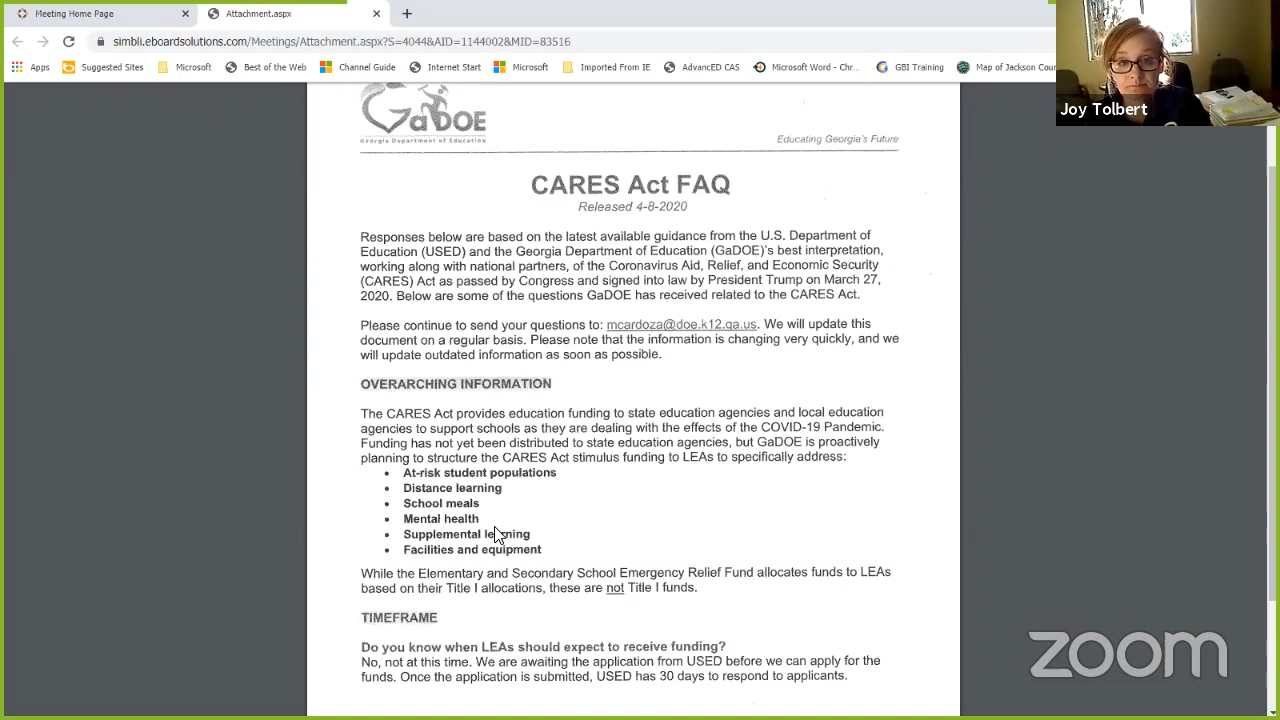 Meeting Home Page
Attachment.aspx
simbli.eboardsolutions.com/Meetings/Attachment.aspx?S=4044&AID=1144002&MID=83516
Apps
Suggested Sites
Microsoft
Best of the Web
Channel Guide
Internet Start
Microsoft
Imported From IE
AdvancED CAS
Microsoft Word - Chr...
GBI Training
Map of Jackson Cou
Joy Tolbert
GaDOE
Georgia Department of Education
Educating Georgia's Future
CARES Act FAQ
Released 4-8-2020
Responses below are based on the latest available guidance from the U.S. Department of
Education (USED) and the Georgia Department of Education (GaDOE)'s best interpretation,
working along with national partners, of the Coronavirus Aid, Relief, and Economic Security
(CARES) Act as passed by Congress and signed into law by President Trump on March 27,
2020. Below are some of the questions GaDOE has received related to the CARES Act.
Please continue to send your questions to: mcardoza@doe.k12.ga.us. We will update this
document on a regular basis. Please note that the information is changing very quickly, and we
will update outdated information as soon as possible.
OVERARCHING INFORMATION
The CARES Act provides education funding to state education agencies and local education
agencies to support schools as they are dealing with the effects of the COVID-19 Pandemic.
Funding has not yet been distributed to state education agencies, but GaDOE is proactively
planning to structure the CARES Act stimulus funding to LEAs to specifically address:
• At-risk student populations
• Distance learning
• School meals
• Mental health
• Supplemental learning
• Facilities and equipment
While the Elementary and Secondary School Emergency Relief Fund allocates funds to LEAs
based on their Title I allocations, these are not Title I funds.
TIMEFRAME
Do you know when LEAs should expect to receive funding?
No, not at this time. We are awaiting the application from USED before we can apply for the
funds. Once the application is submitted, USED has 30 days to respond to applicants.
zoom